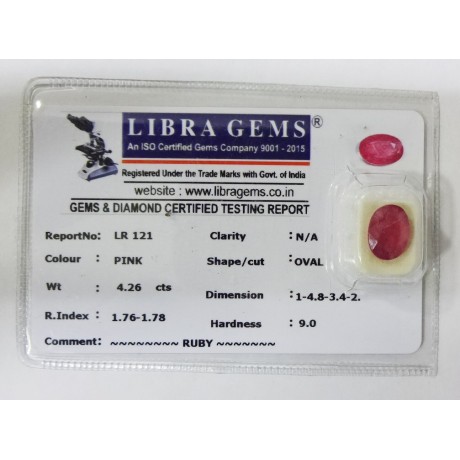 LIBRA GEMS®
An ISO Certified Gems Company 9001 - 2015
Registered Under the Trade Marks with Govt. of India
website : www.libragems.co.in
GEMS & DIAMOND CERTIFIED TESTING REPORT
ReportNo: LR 121 Clarity : N/A
Colour : PINK Shape/cut : OVAL
Wt : 4.26 cts Dimension : 1-4.8-3.4-2.
R.Index : 1.76-1.78 Hardness : 9.0
Comment: ~~~~~~~~ RUBY ~~~~~~~